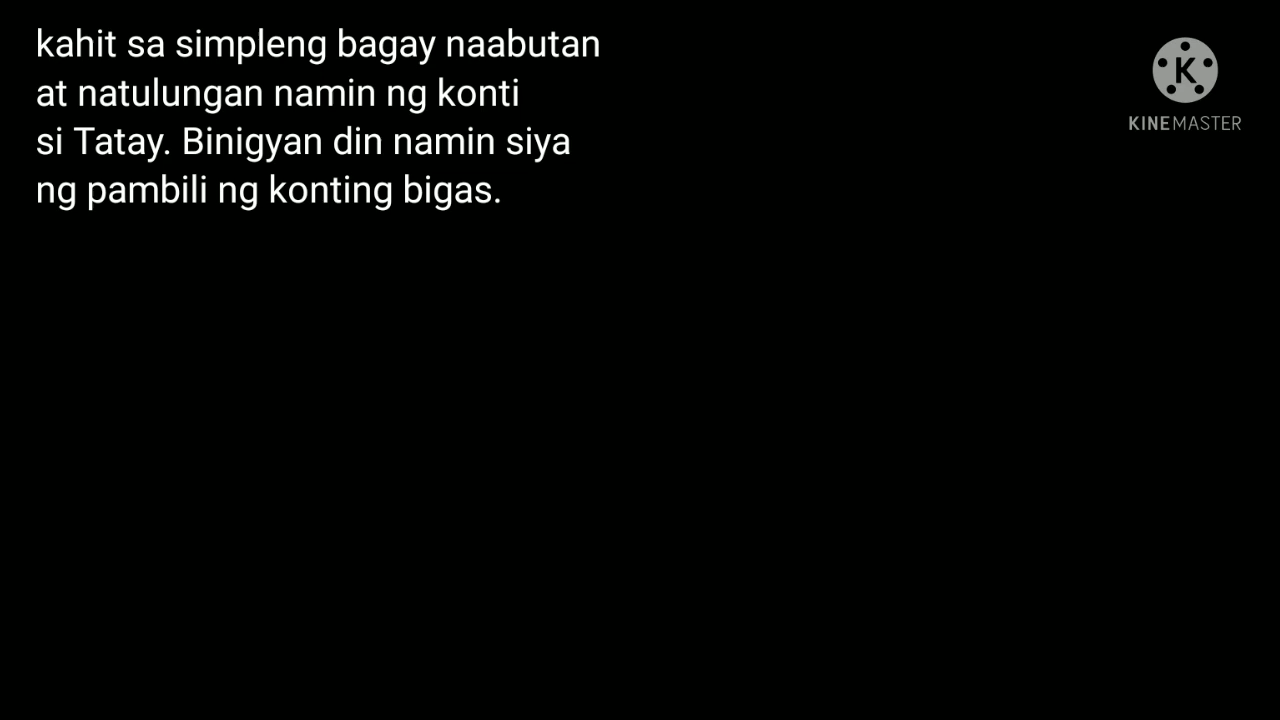 kahit sa simpleng bagay naabutan
at natulungan namin ng konti
si Tatay. Binigyan din namin siya
ng pambili ng konting bigas.
K
KINEMASTER